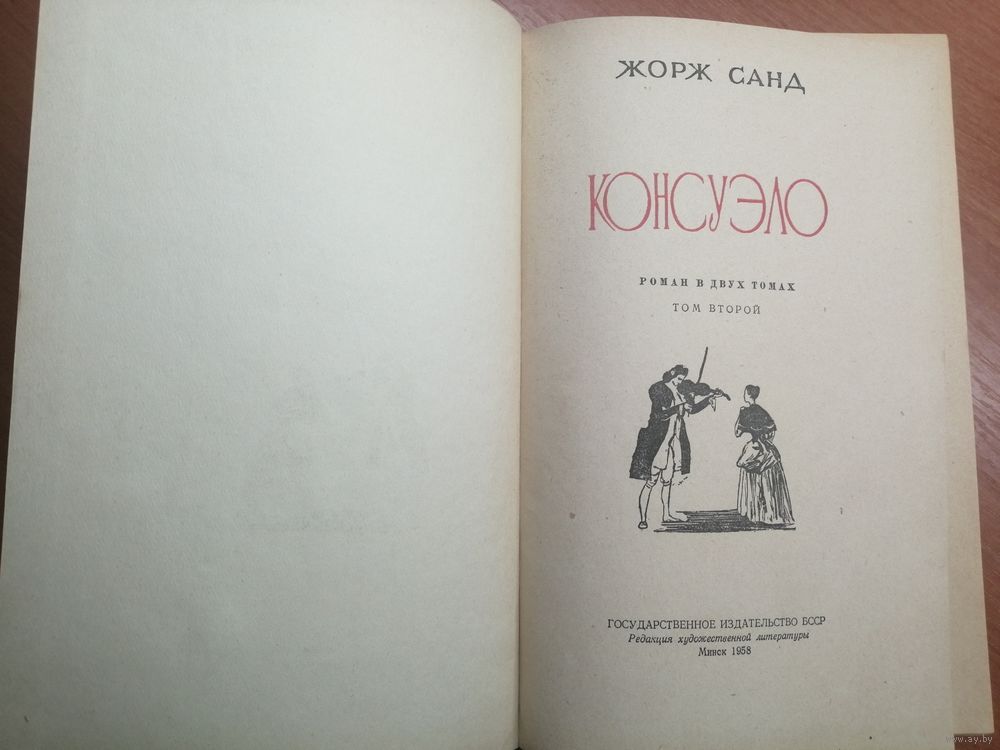 ЖОРЖ САНД
КОНСУЭЛО
РОМАН В ДВУХ ТОМАХ
ТОМ ВТОРОЙ
ГОСУДАРСТВЕННОЕ ИЗДАТЕЛЬСТВО БССР
Редакция художественной литературы
Минск 1958
www.ay.by